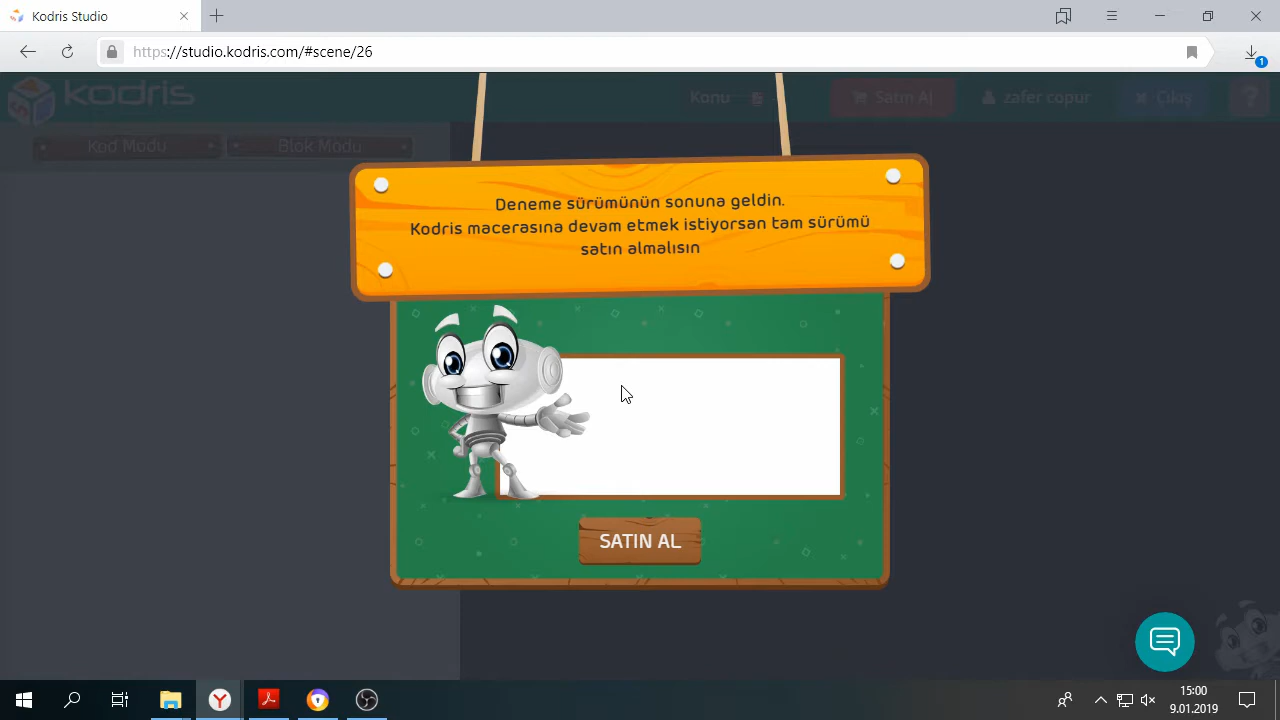 Kodris Studio
https://studio.kodris.com/#scene/26
1
kodris
Konu
Satın Al
zafer copur
Çıkış
?
Kod Modu
Blok Modu
Deneme sürümünün sonuna geldin.
Kodris macerasına devam etmek istiyorsan tam sürümü
satın almalısın
SATIN AL
15:00
9.01.2019